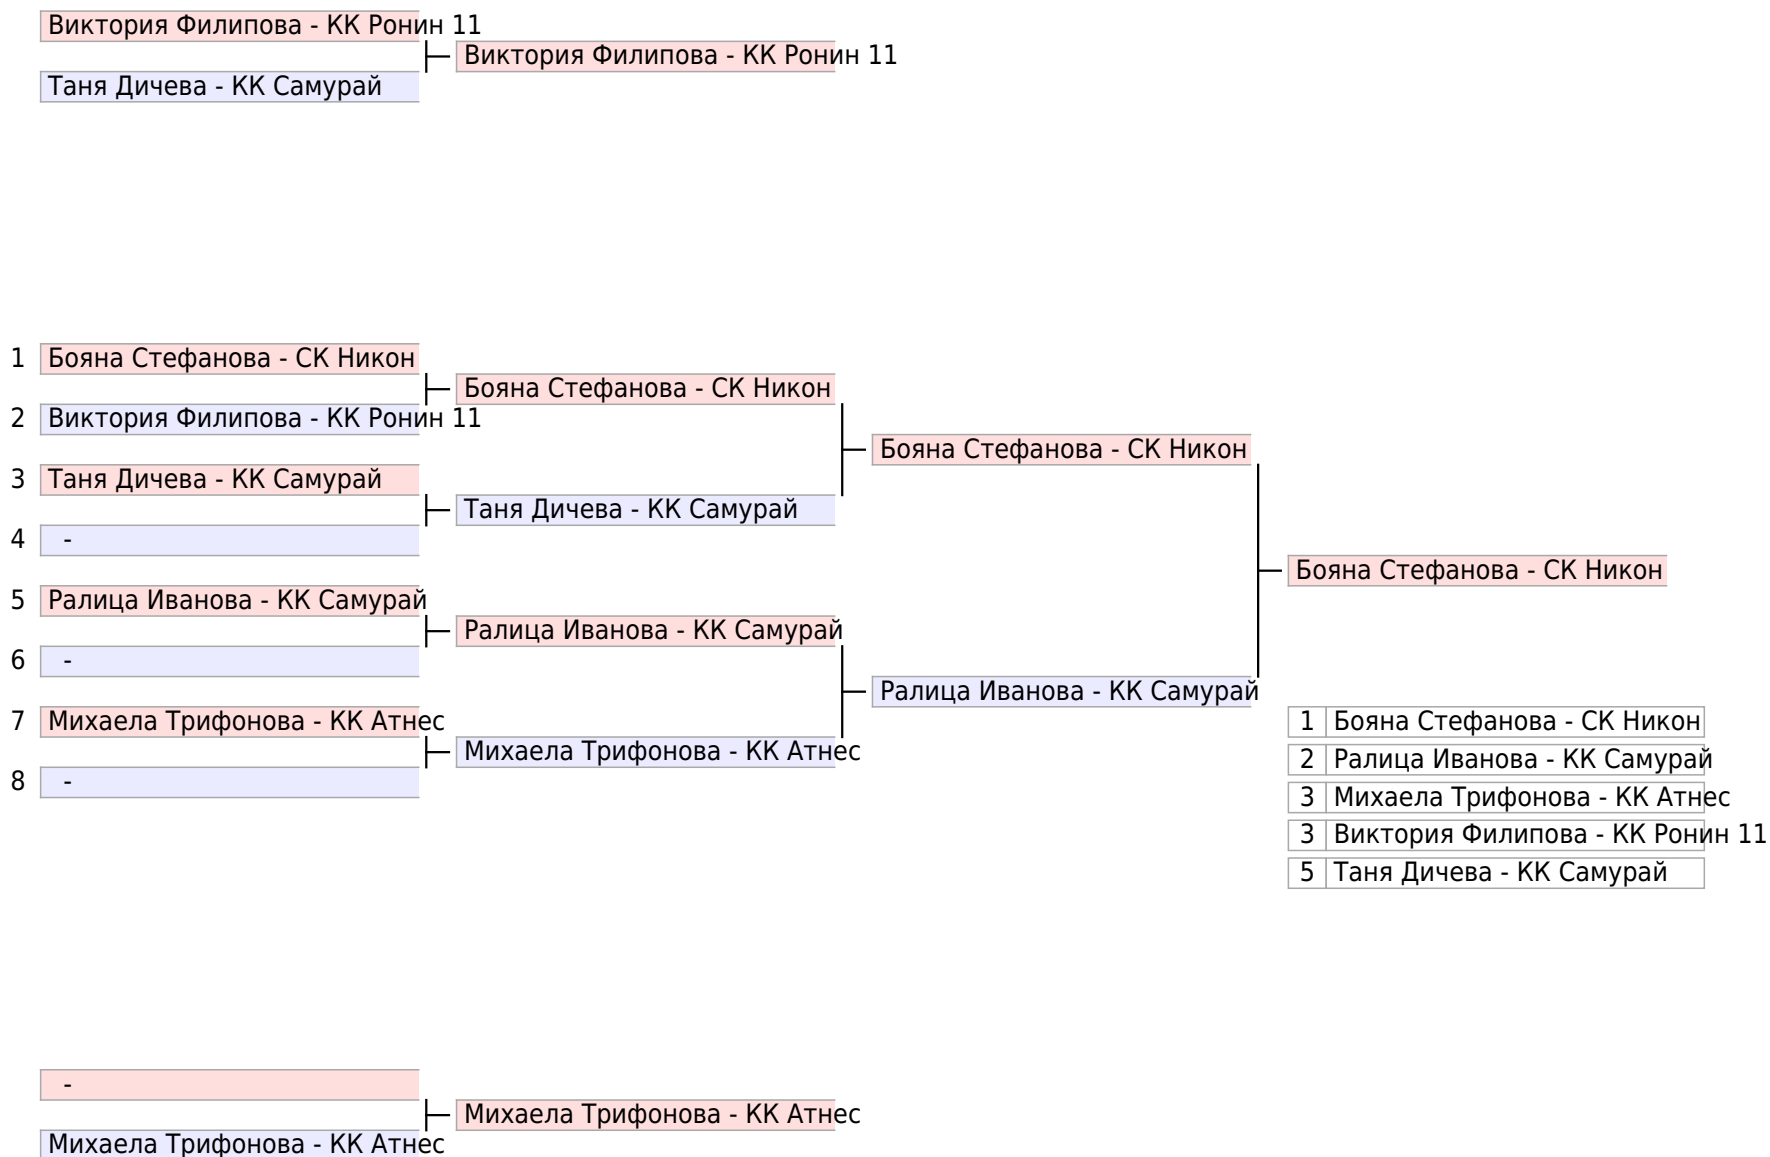 Виктория Филипова - КК Ронин 11
Виктория Филипова - КК Ронин 11
Таня Дичева - КК Самурай
1 Бояна Стефанова - СК Никон
Бояна Стефанова - СК Никон
2 Виктория Филипова - КК Ронин 11
Бояна Стефанова - СК Никон
3 Таня Дичева - КК Самурай
Таня Дичева - КК Самурай
4 -
Бояна Стефанова - СК Никон
5 Ралица Иванова - КК Самурай
Ралица Иванова - КК Самурай
6 -
Ралица Иванова - КК Самурай
7 Михаела Трифонова - КК Атнес
Михаела Трифонова - КК Атнес
8 -
1 Бояна Стефанова - СК Никон
2 Ралица Иванова - КК Самурай
3 Михаела Трифонова - КК Атнес
3 Виктория Филипова - КК Ронин 11
5 Таня Дичева - КК Самурай
-
Михаела Трифонова - КК Атнес
Михаела Трифонова - КК Атнес